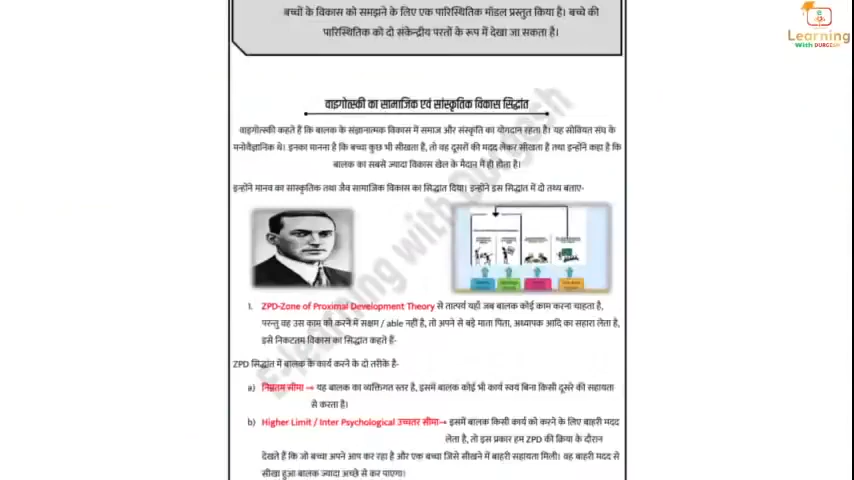 बच्चों के विकास को समझने के लिए एक पारिस्थितिक मॉडल प्रस्तुत किया है। बच्चे की
पारिस्थितिक को दो संकेन्द्रीय परतों के रूप में देखा जा सकता है।
Learning
With DURGESH
वाइगोत्स्की का सामाजिक एवं सांस्कृतिक विकास सिद्धांत
वाइगोत्स्की कहते हैं कि बालक के संज्ञानात्मक विकास में समाज और संस्कृति का योगदान रहता है। यह सोवियत संघ के
मनोवैज्ञानिक थे। इनका मानना है कि बच्चा कुछ भी सीखता है, तो वह दूसरों की मदद लेकर सीखता है तथा इन्होंने कहा है कि
बालक का सबसे ज्यादा विकास खेल के मैदान में ही होता है।
इन्होंने मानव का सांस्कृतिक तथा जैव सामाजिक विकास का सिद्धांत दिया। इन्होंने इस सिद्धांत में दो तथ्य बताए-
1. ZPD-Zone of Proximal Development Theory से तात्पर्य यहाँ जब बालक कोई काम करना चाहता है,
परन्तु वह उस काम को करने में सक्षम / able नहीं है, तो अपने से बड़े माता पिता, अध्यापक आदि का सहारा लेता है,
इसे निकटतम विकास का सिद्धांत कहते हैं-
ZPD सिद्धांत में बालक के कार्य करने के दो तरीके है-
a) निम्नतम सीमा → यह बालक का व्यक्तिगत स्तर है, इसमें बालक कोई भी कार्य स्वयं बिना किसी दूसरे की सहायता
से करता है।
b) Higher Limit / Inter Psychological उच्चतर सीमा→ इसमें बालक किसी कार्य को करने के लिए बाहरी मदद
लेता है, तो इस प्रकार हम ZPD की क्रिया के दौरान
देखते हैं कि जो बच्चा अपने आप कर रहा है और एक बच्चा जिसे सीखने में बाहरी सहायता मिली। वह बाहरी मदद से
सीखा हुआ बालक ज्यादा अच्छे से कर पाएगा।
E-learning with Durgesh